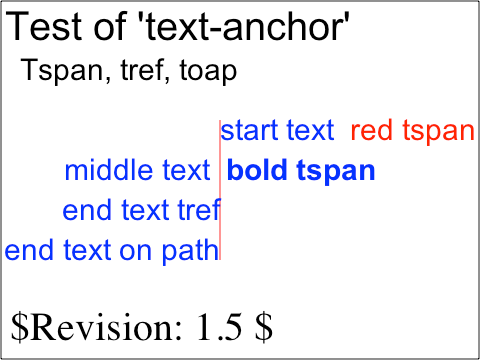 Test of 'text-anchor'
Tspan, tref, toap
start text red tspan
middle text bold tspan
end text tref
end text on path
$Revision: 1.5 $